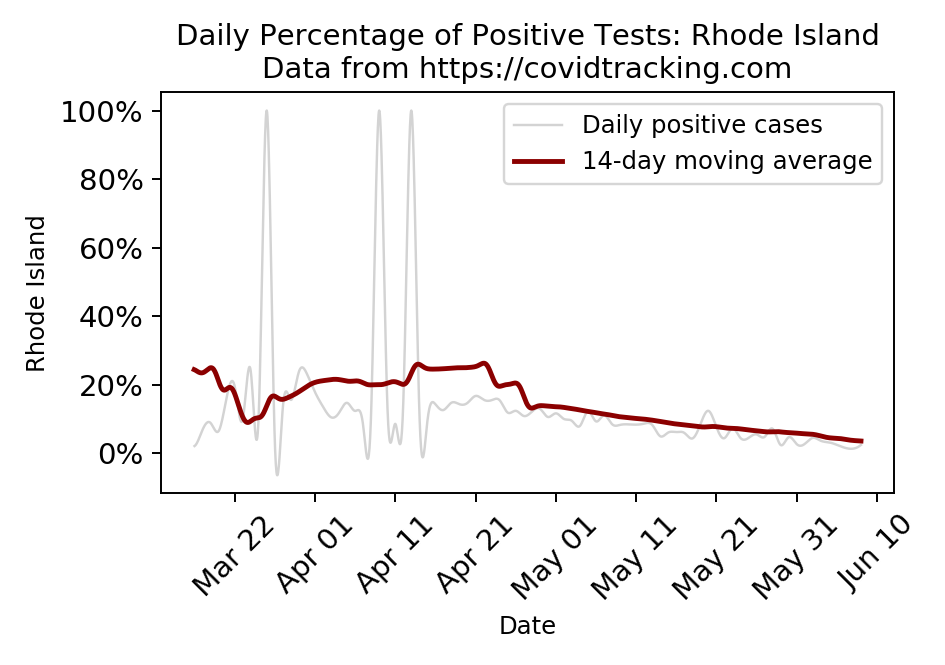 Daily Percentage of Positive Tests: Rhode Island
Data from https://covidtracking.com
100%
80%
60%
40%
20%
0%
Rhode Island
Daily positive cases
14-day moving average
Mar 22
Apr 01
Apr 11
Apr 21
May 01
May 11
May 21
May 31
Jun 10
Date